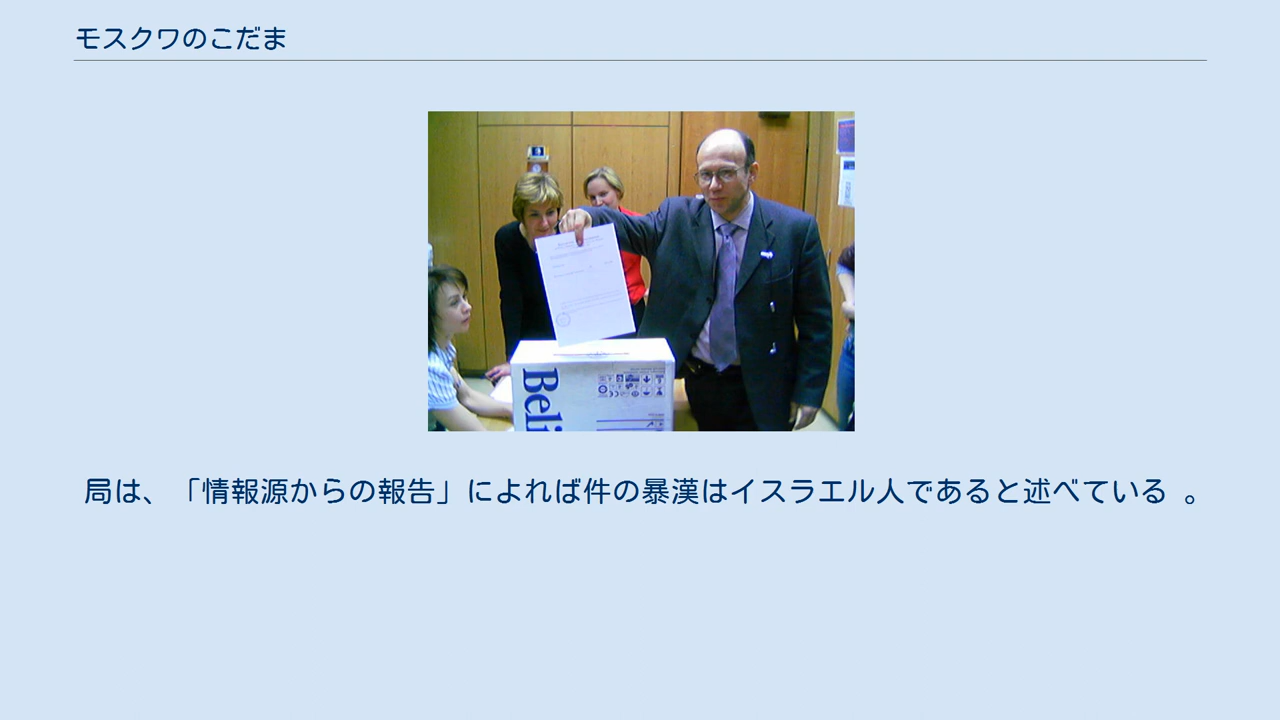 モスクワのこだま
Beli
局は、「情報源からの報告」によれば件の暴漢はイスラエル人であると述べている 。